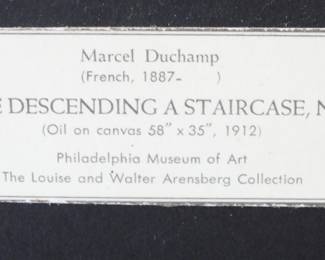 Marcel Duchamp
(French, 1887- )
E DESCENDING A STAIRCASE, N
(Oil on canvas 58" x 35", 1912)
Philadelphia Museum of Art
The Louise and Walter Arensberg Collection